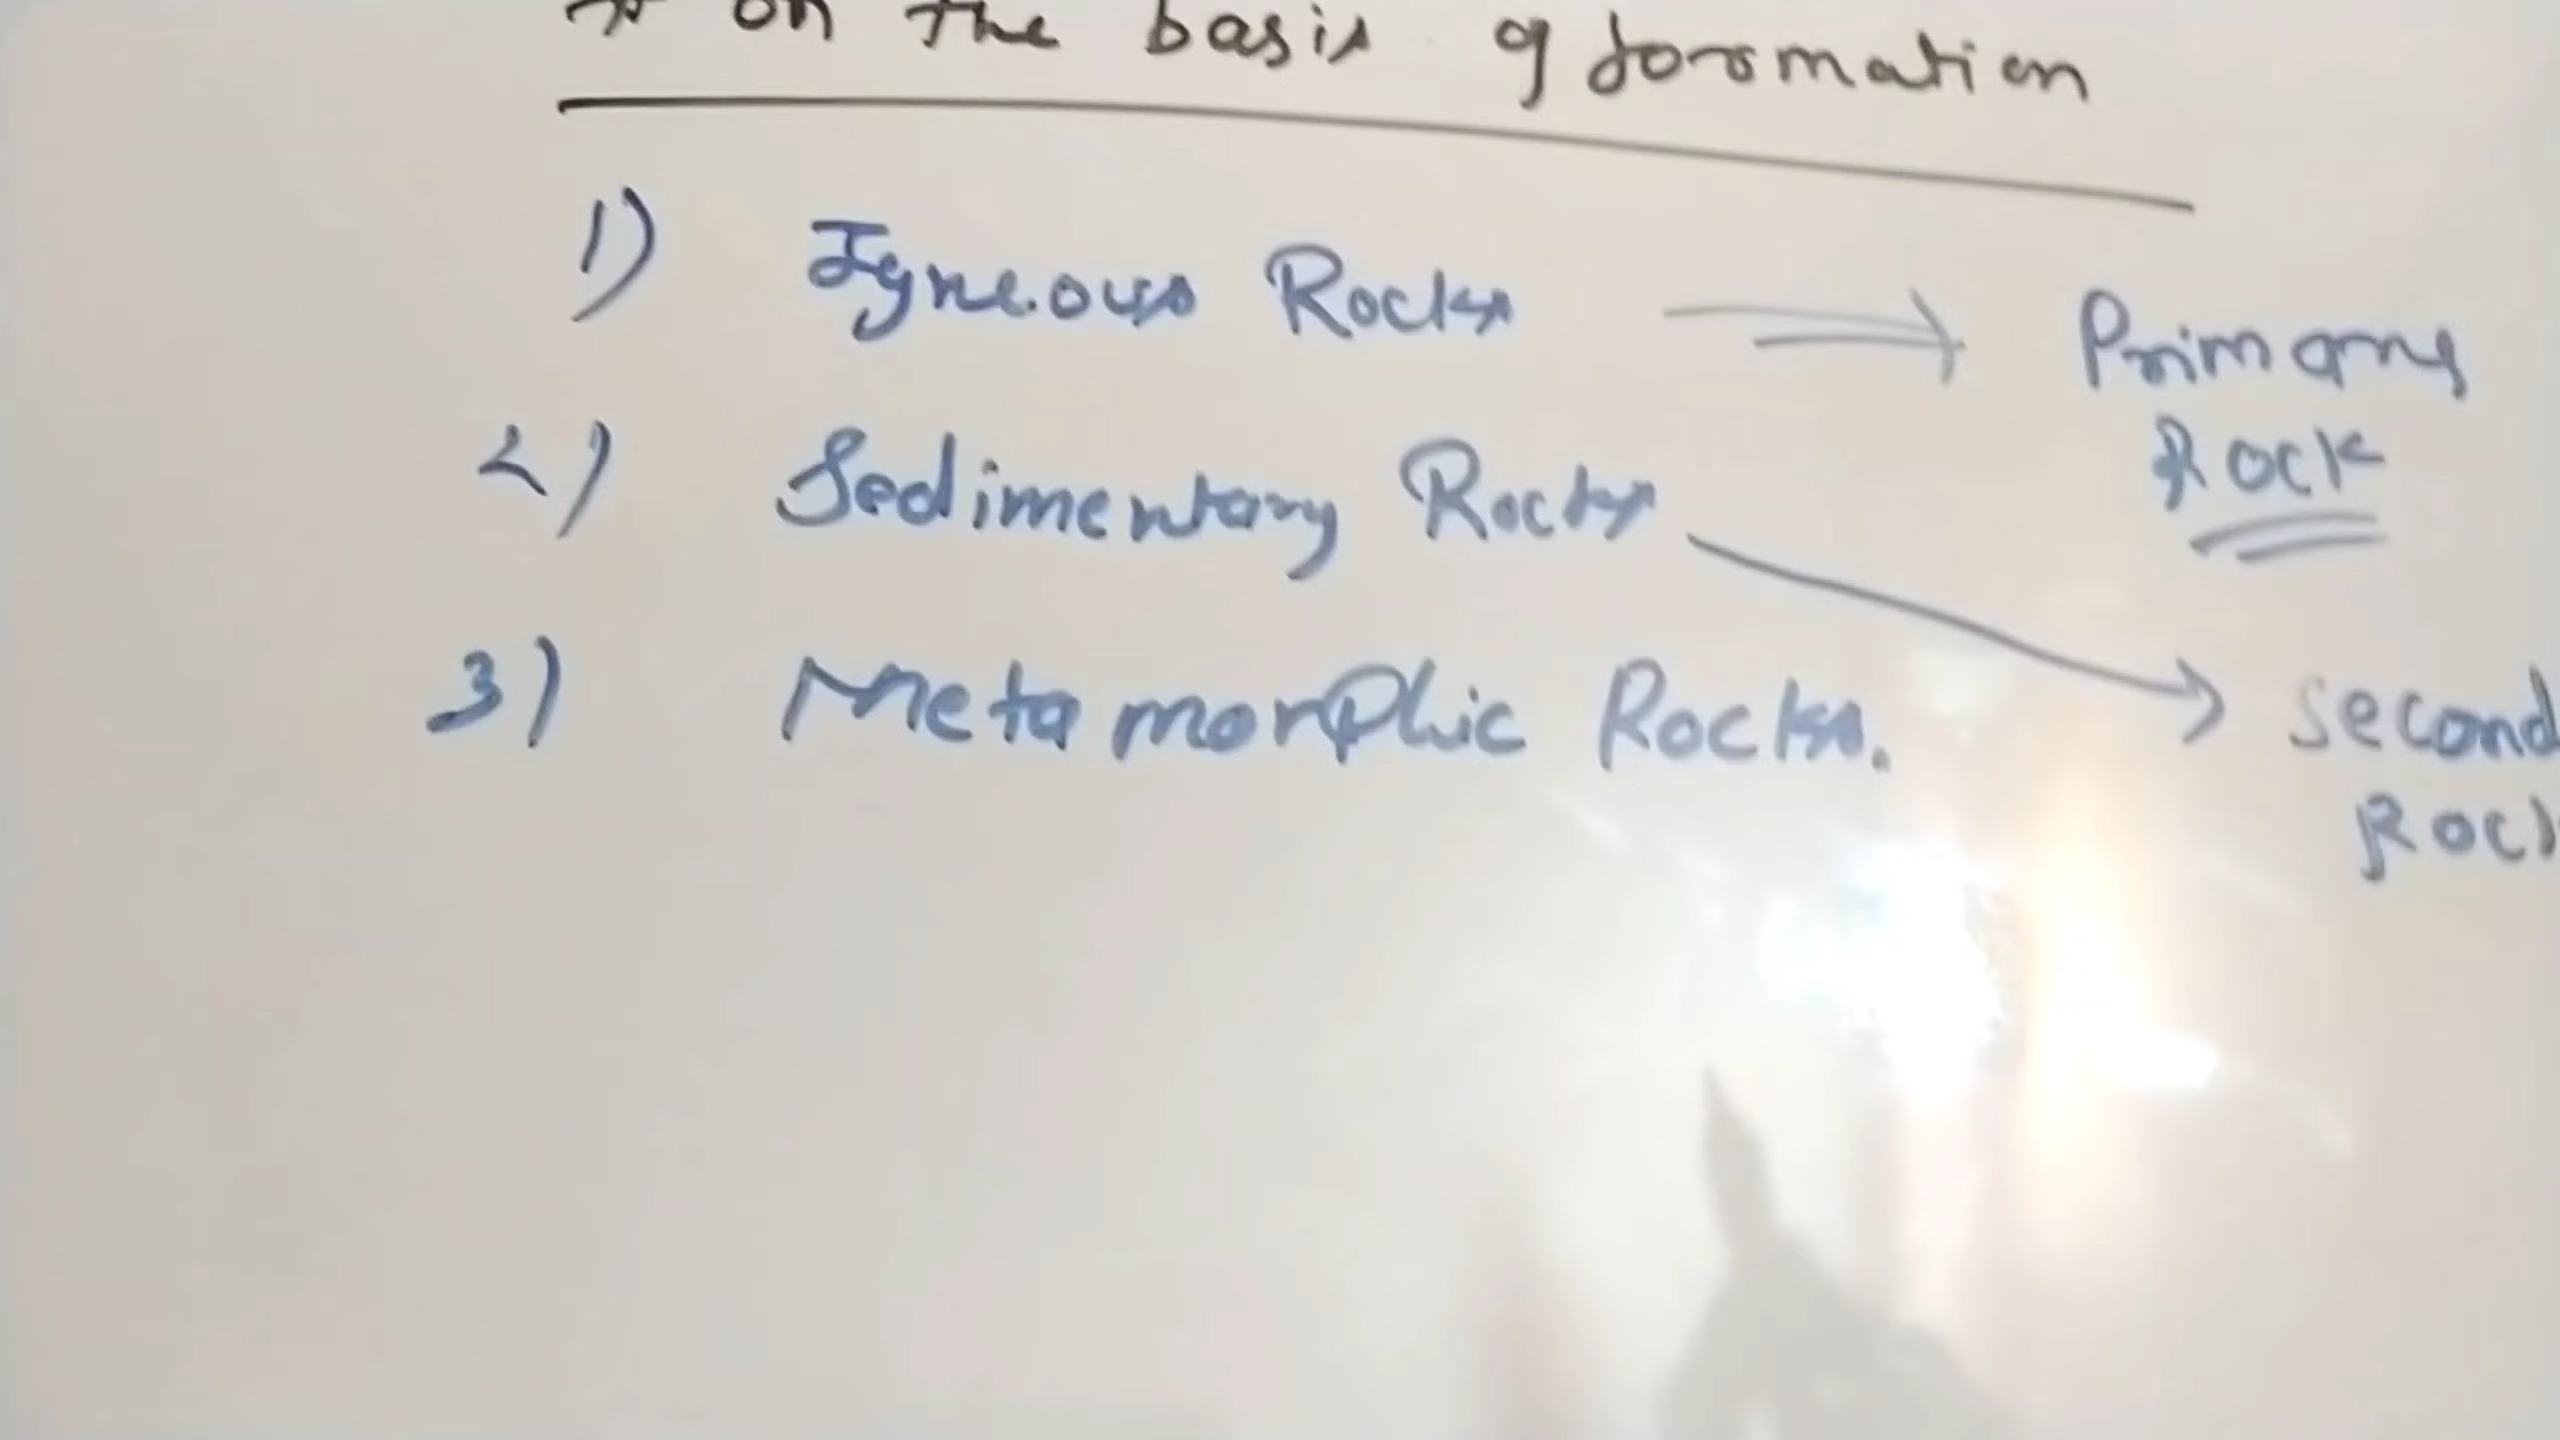 on the basis of formation
1) Igneous Rocks ⟹ Primary
Rock
2) Sedimentary Rocks → Second
Rock
3) Metamorphic Rocks.